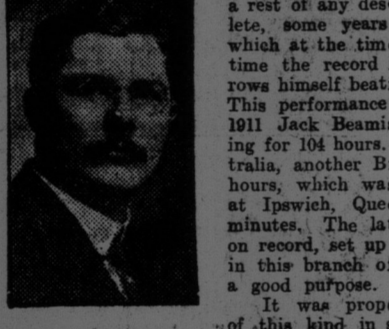 a rest of any des
lete, some years
which at the tim
time the record
rows himself beat
This performance
1911 Jack Beami
ing for 104 hours.
tralia, another B
hours, which wa
at Ipswich, Que
minutes. The la
on record, set up
in this branch o
a good purpose.
It was prop
of this kind in